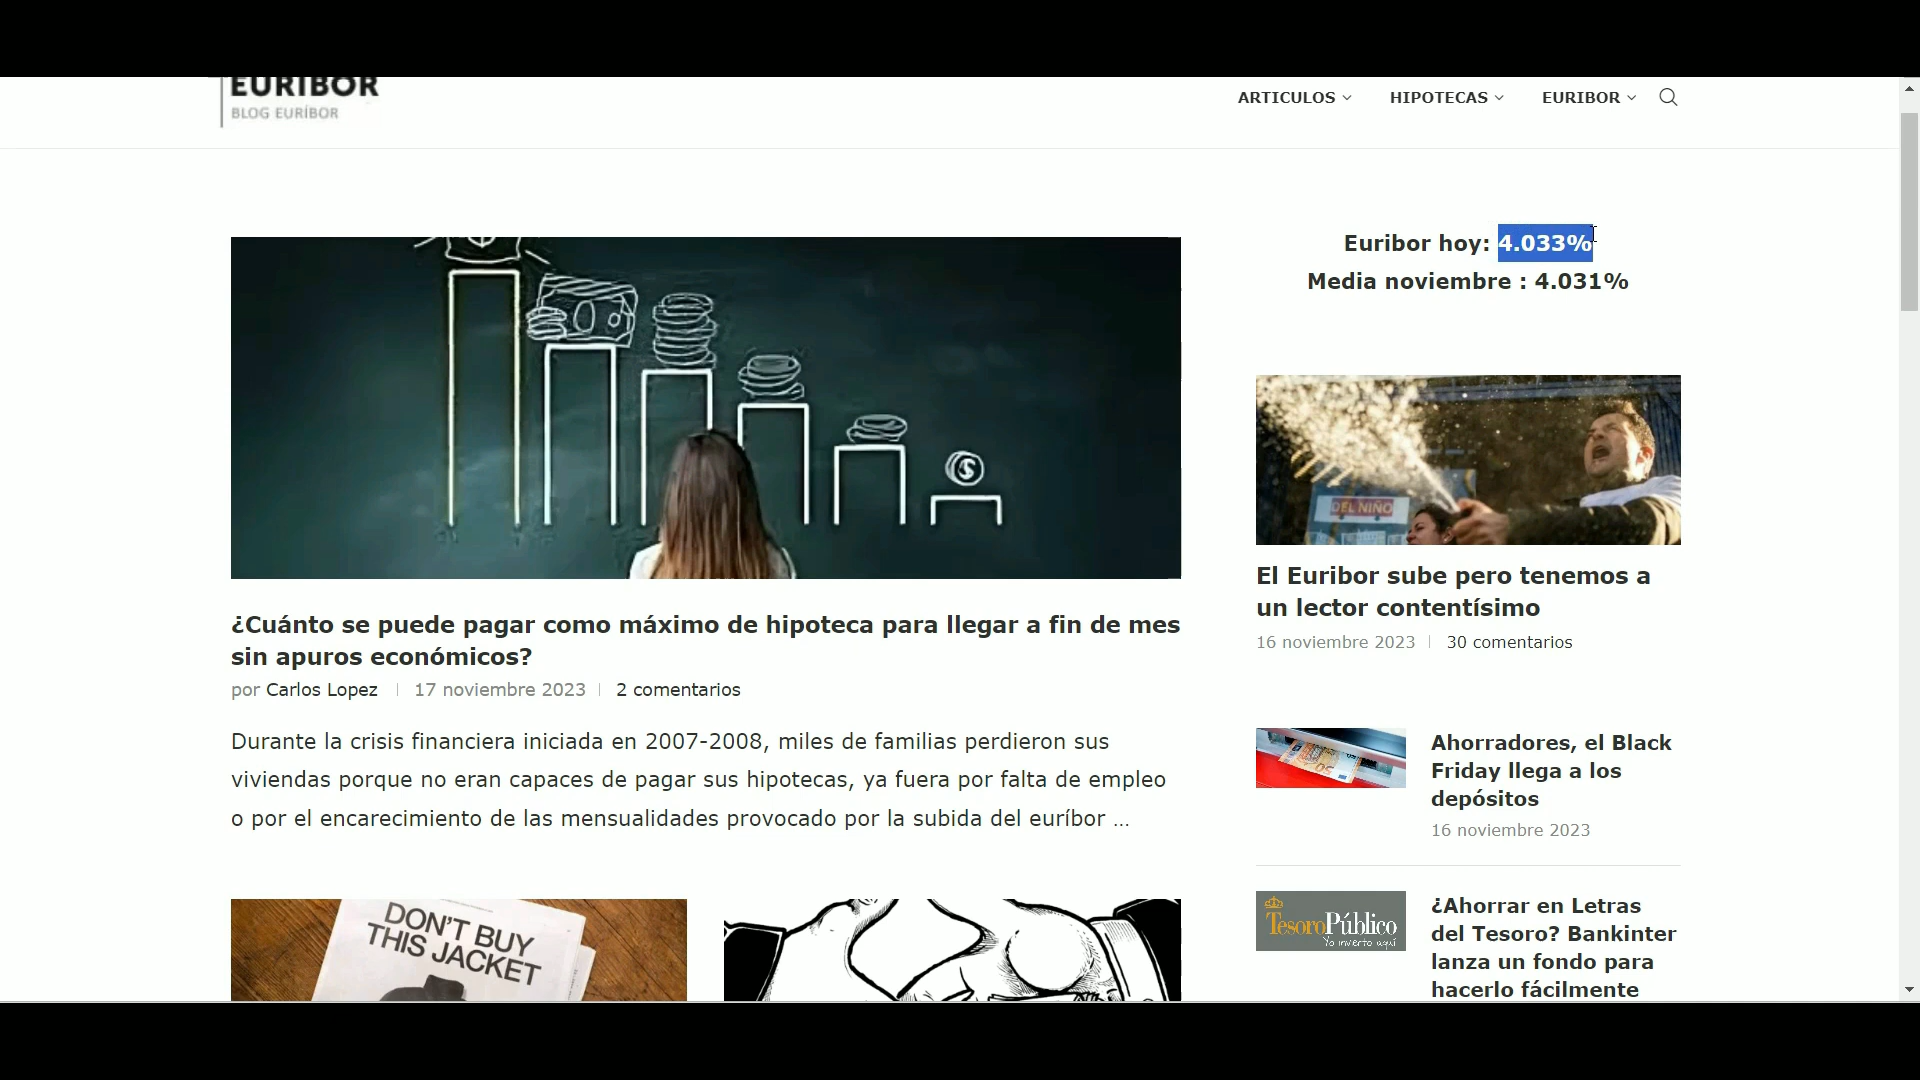 EURIBOR
BLOG EURÍBOR
ARTICULOS
HIPOTECAS
EURIBOR
Euribor hoy: 4.033%
Media noviembre : 4.031%
¿Cuánto se puede pagar como máximo de hipoteca para llegar a fin de mes
sin apuros económicos?
por Carlos Lopez
17 noviembre 2023
2 comentarios
Durante la crisis financiera iniciada en 2007-2008, miles de familias perdieron sus
viviendas porque no eran capaces de pagar sus hipotecas, ya fuera por falta de empleo
o por el encarecimiento de las mensualidades provocado por la subida del euríbor ...
DON'T BUY
THIS JACKET
DEL NIÑO
El Euribor sube pero tenemos a
un lector contentísimo
16 noviembre 2023
30 comentarios
50
Ahorradores, el Black
Friday llega a los
depósitos
16 noviembre 2023
TesoroPúblico
Yo invierto aquí
¿Ahorrar en Letras
del Tesoro? Bankinter
lanza un fondo para
hacerlo fácilmente